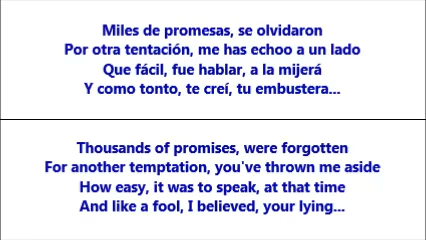 Miles de promesas, se olvidaron
Por otra tentación, me has echoo a un lado
Que fácil, fue hablar, a la mijerá
Y como tonto, te creí, tu embustera...
Thousands of promises, were forgotten
For another temptation, you've thrown me aside
How easy, it was to speak, at that time
And like a fool, I believed, your lying...